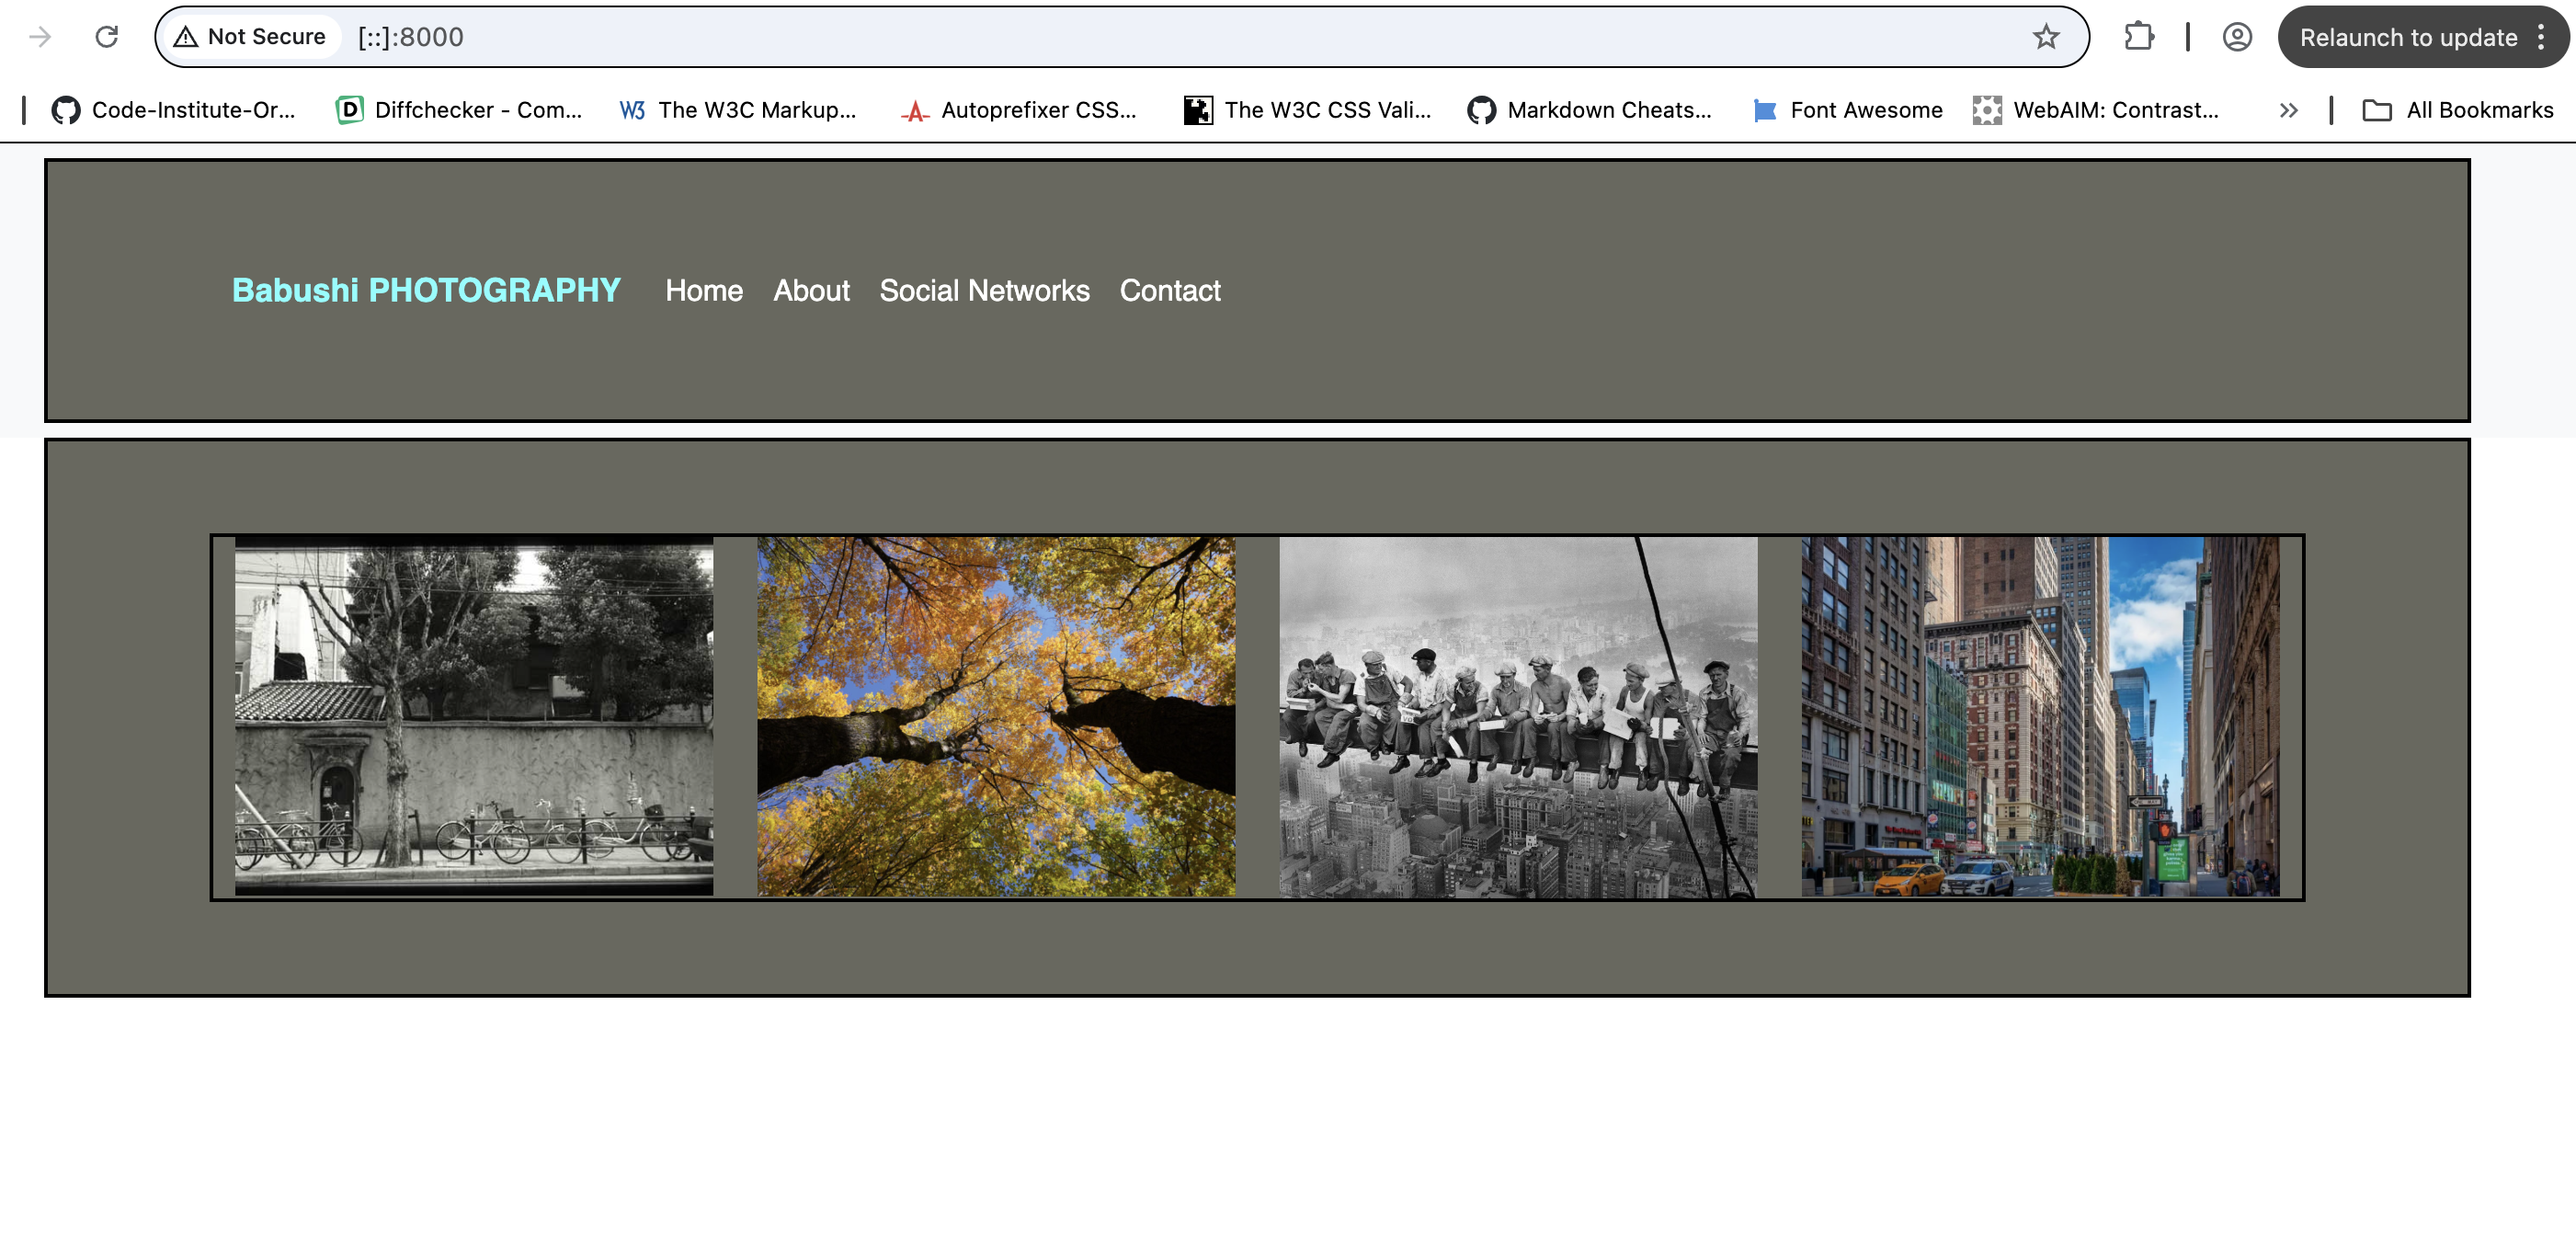 Not Secure [::]:8000 Relaunch to update
Code-Institute-Or... Diffchecker - Com... The W3C Markup... Autoprefixer CSS... The W3C CSS Vali... Markdown Cheats... Font Awesome WebAIM: Contrast... All Bookmarks
Babushi PHOTOGRAPHY Home About Social Networks Contact